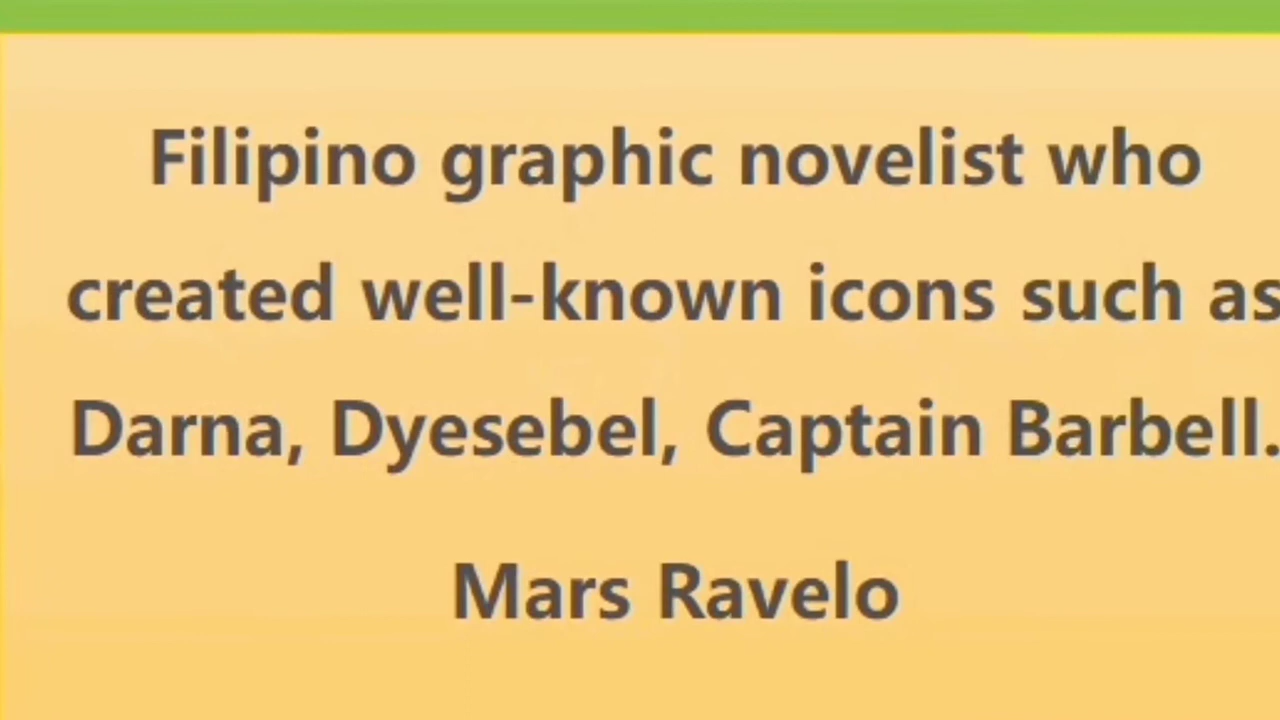 Filipino graphic novelist who
created well-known icons such as
Darna, Dyesebel, Captain Barbell.
Mars Ravelo